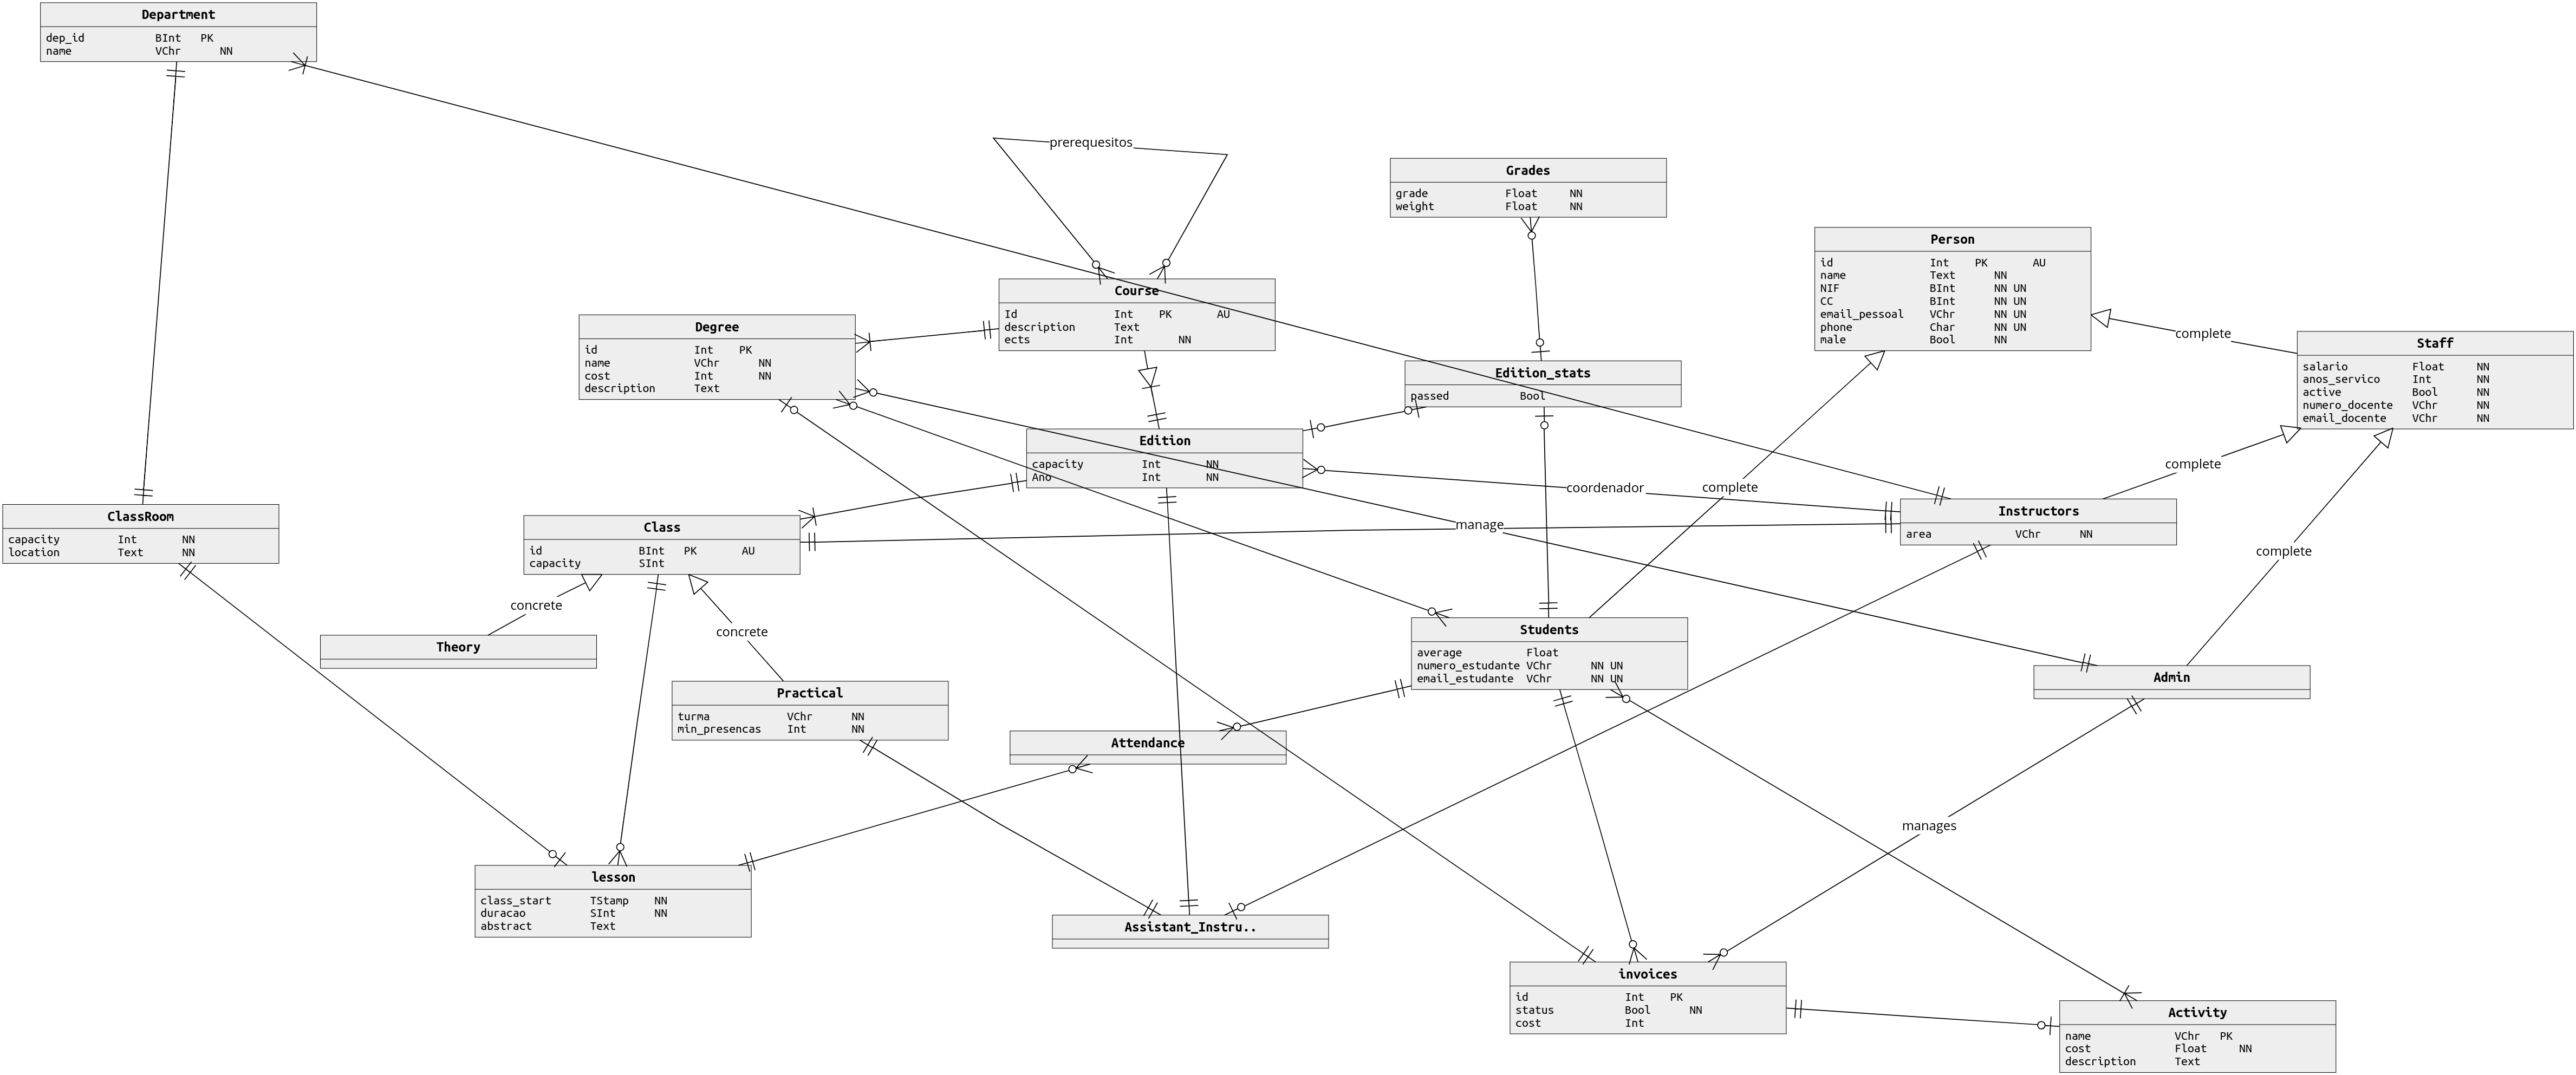 Department
dep_id BInt PK
name VChr NN
prerequesitos
Grades
grade Float NN
weight Float NN
Person
id Int PK AU
name Text NN
NIF BInt NN UN
CC BInt NN UN
email_pessoal VChr NN UN
phone Char NN UN
male Bool NN
complete
Staff
salario Float NN
anos_servico Int NN
active Bool NN
numero_docente VChr NN
email_docente VChr NN
Course
Id Int PK AU
description Text
ects Int NN
Degree
id Int PK
name VChr NN
cost Int NN
description Text
Edition_stats
passed Bool
Edition
capacity Int NN
Ano Int NN
coordenador
complete
complete
manage
complete
Instructors
area VChr NN
ClassRoom
capacity Int NN
location Text NN
Class
id BInt PK AU
capacity SInt
concrete
concrete
Theory
Practical
turma VChr NN
min_presencas Int NN
Students
average Float
numero_estudante VChr NN UN
email_estudante VChr NN UN
Admin
Attendance
manages
lesson
class_start TStamp NN
duracao SInt NN
abstract Text
Assistant_Instru..
invoices
id Int PK
status Bool NN
cost Int
Activity
name VChr PK
cost Float NN
description Text